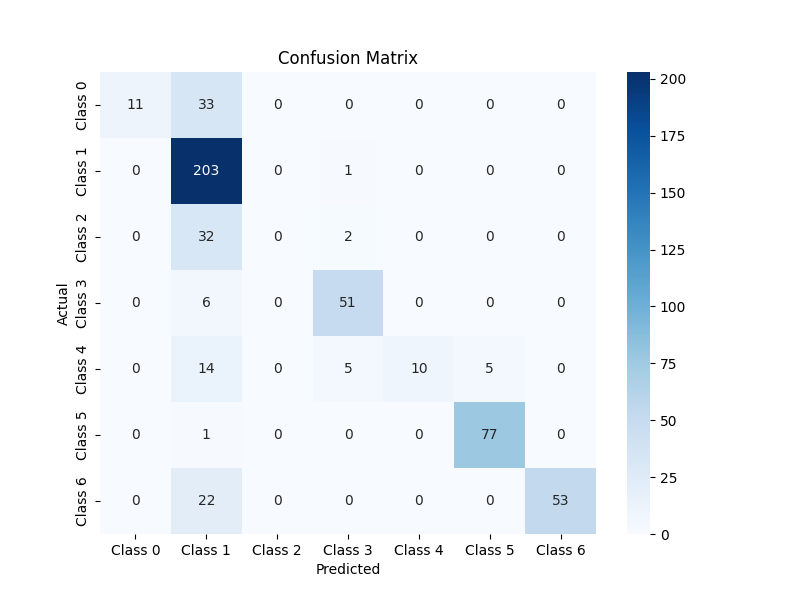 Confusion Matrix
Actual
Class 0 11 33 0 0 0 0 0
Class 1 0 203 0 1 0 0 0
Class 2 0 32 0 2 0 0 0
Class 3 0 6 0 51 0 0 0
Class 4 0 14 0 5 10 5 0
Class 5 0 1 0 0 0 77 0
Class 6 0 22 0 0 0 0 53
Class 0 Class 1 Class 2 Class 3 Class 4 Class 5 Class 6
Predicted
200
175
150
125
100
75
50
25
0